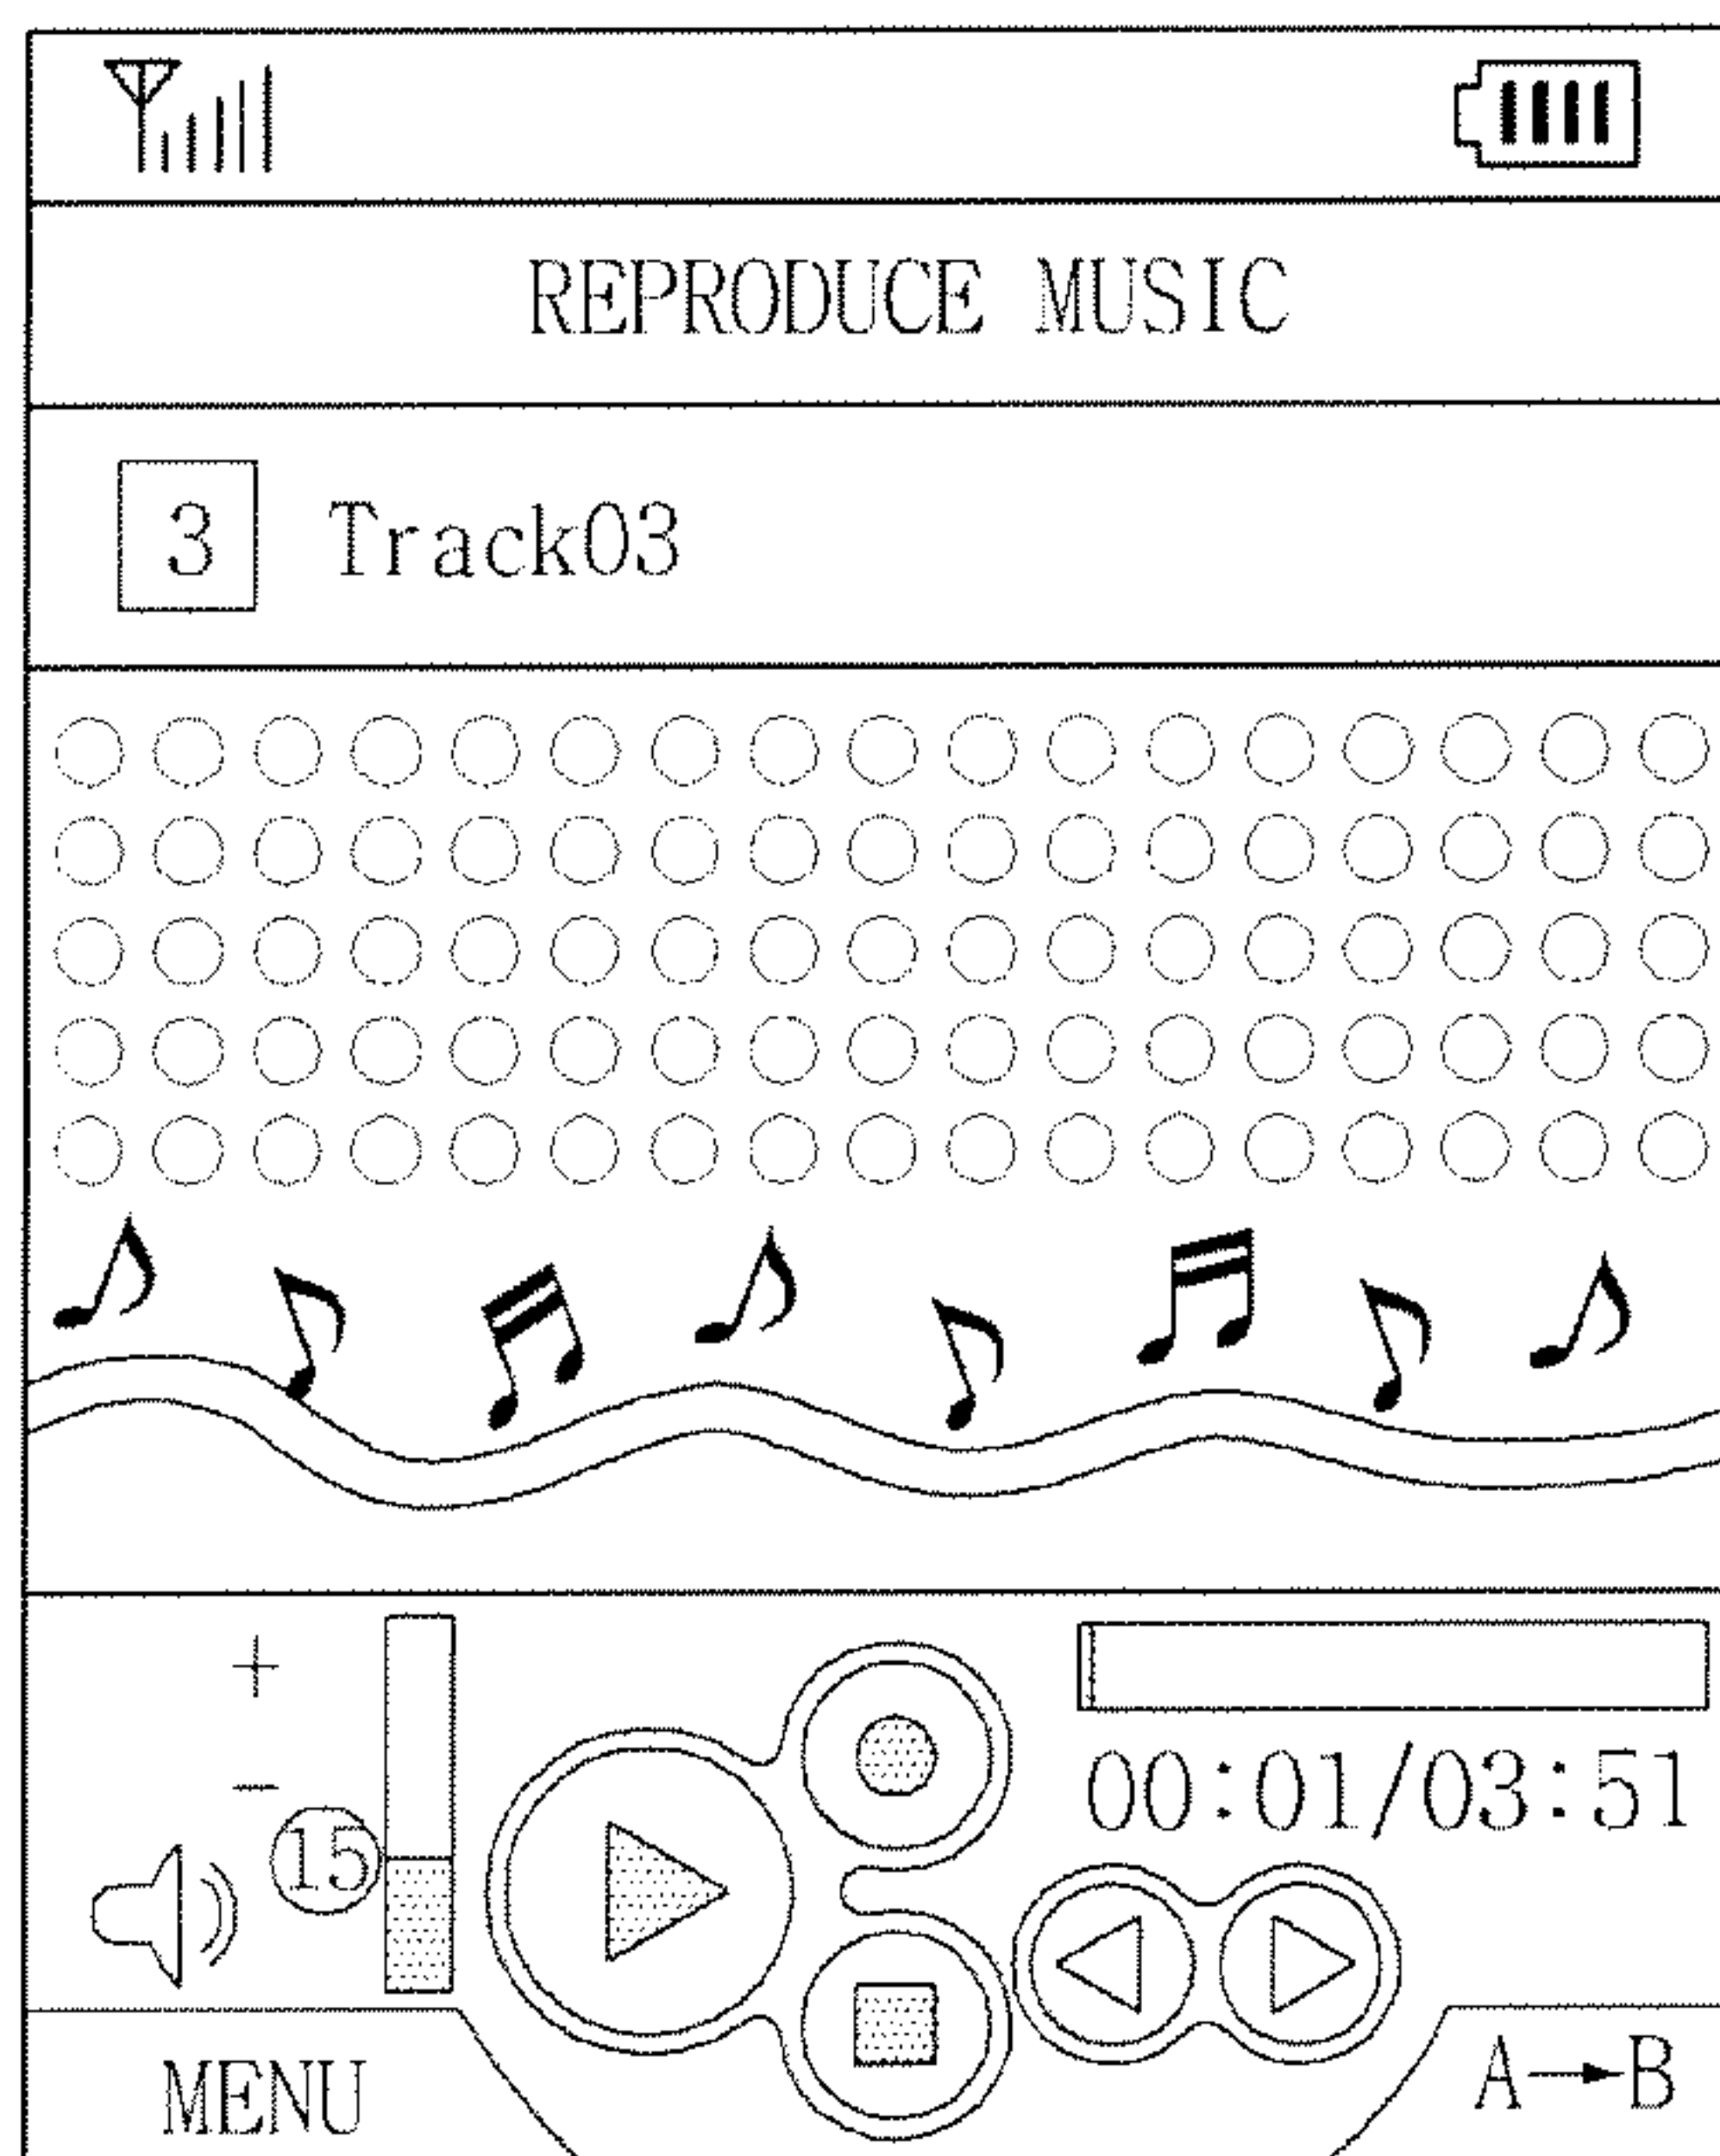 REPRODUCE MUSIC
3 Track03
+
−
15
00:01/03:51
MENU
A→B